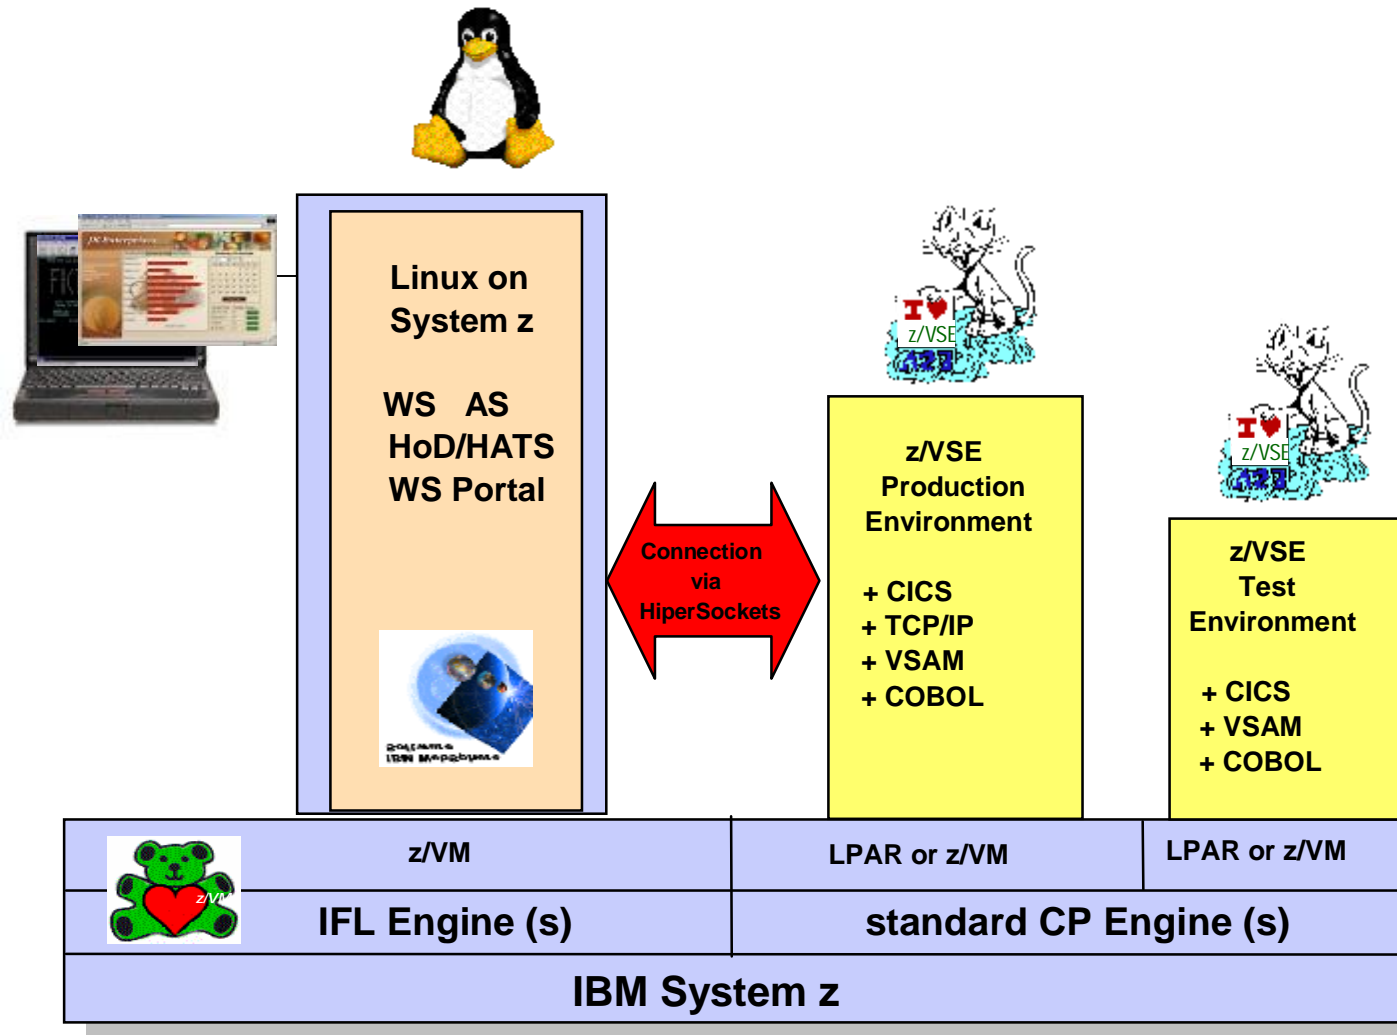 Linux on
System z
WS AS
HoD/HATS
WS Portal
Connection
via
HiperSockets
I
z/VSE
z/VSE
Production
Environment
+ CICS
+ TCP/IP
+ VSAM
+ COBOL
I
z/VSE
z/VSE
Test
Environment
+ CICS
+ VSAM
+ COBOL
z/VM
z/VM
LPAR or z/VM
LPAR or z/VM
IFL Engine (s)
standard CP Engine (s)
IBM System z